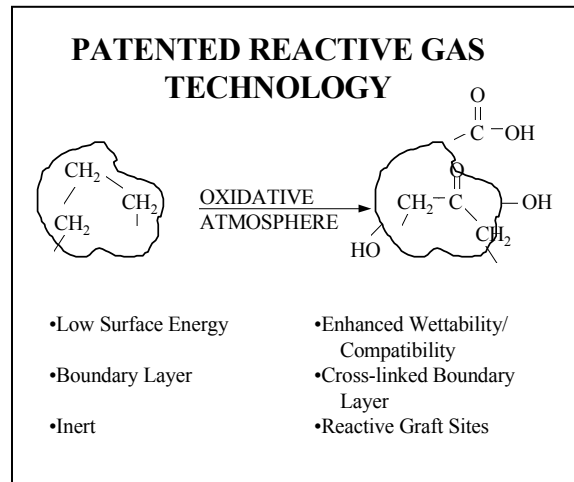 PATENTED REACTIVE GAS
TECHNOLOGY
O
C
OH
CH2
CH2
CH2
OXIDATIVE
ATMOSPHERE
O
CH2
C
OH
CH2
HO
•Low Surface Energy
•Boundary Layer
•Inert
•Enhanced Wettability/
Compatibility
•Cross-linked Boundary
Layer
•Reactive Graft Sites